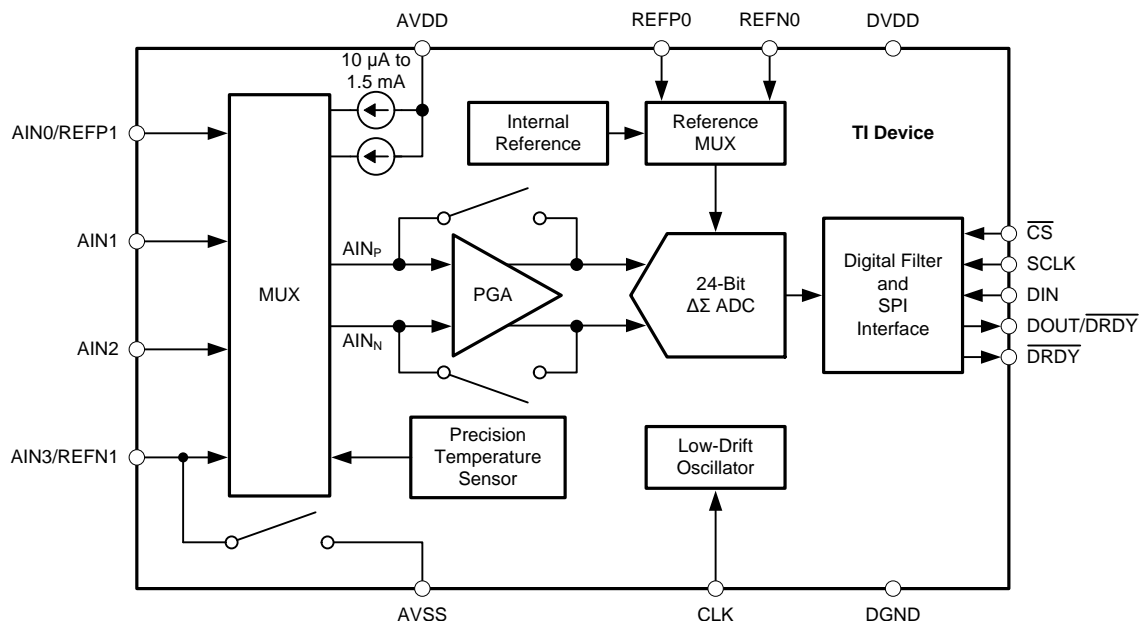 AVDD
REFP0
REFN0
DVDD
10 µA to
1.5 mA
AIN0/REFP1
Internal
Reference
Reference
MUX
TI Device
AIN1
AINP
MUX
PGA
24-Bit
ΔΣ ADC
Digital Filter
and
SPI
Interface
CS
SCLK
DIN
DOUT/DRDY
DRDY
AINN
AIN2
AIN3/REFN1
Precision
Temperature
Sensor
Low-Drift
Oscillator
AVSS
CLK
DGND